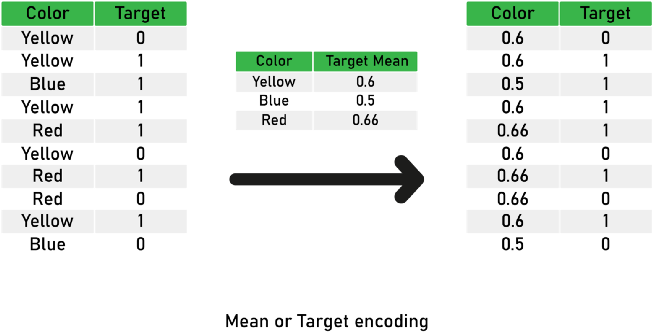 Color Target
Yellow 0
Yellow 1
Blue 1
Yellow 1
Red 1
Yellow 0
Red 1
Red 0
Yellow 1
Blue 0
Color Target Mean
Yellow 0.6
Blue 0.5
Red 0.66
Color Target
0.6 0
0.6 1
0.5 1
0.6 1
0.66 1
0.6 0
0.66 1
0.66 0
0.6 1
0.5 0
Mean or Target encoding